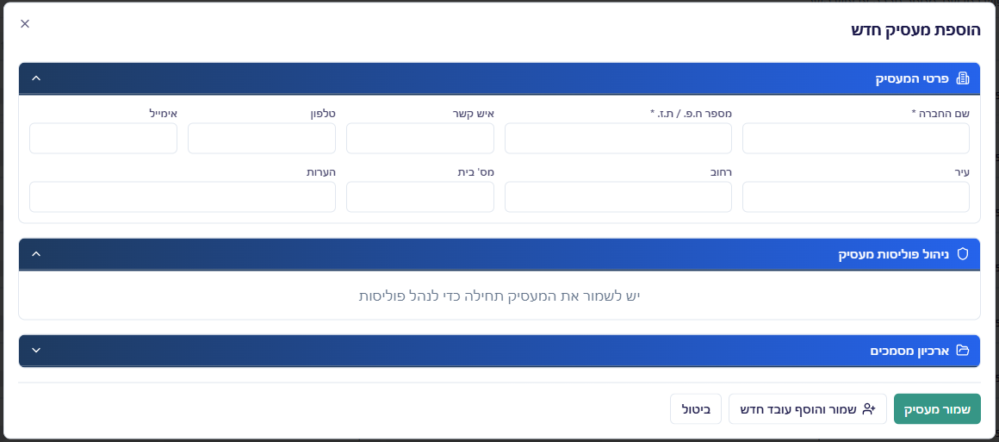 הוספת מעסיק חדש
פרטי המעסיק
שם החברה * מספר ח.פ. / ת.ז. * איש קשר טלפון אימייל
עיר רחוב מס' בית הערות
ניהול פוליסות מעסיק
יש לשמור את המעסיק תחילה כדי לנהל פוליסות
ארכיון מסמכים
שמור מעסיק שמור והוסף עובד חדש ביטול